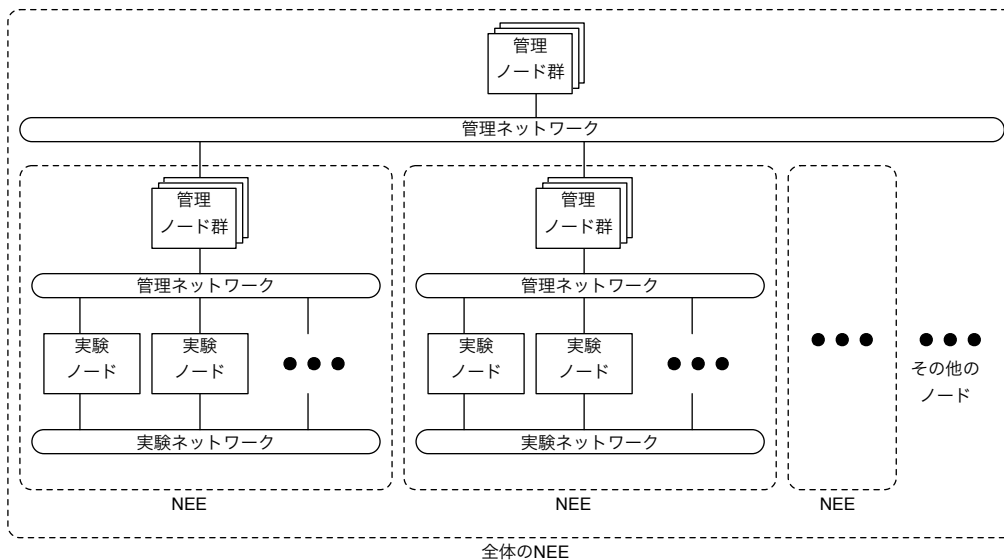 管理
ノード群
管理ネットワーク
管理
ノード群
管理
ノード群
管理ネットワーク
管理ネットワーク
実験
ノード
実験
ノード
実験
ノード
実験
ノード
その他の
ノード
実験ネットワーク
実験ネットワーク
NEE
NEE
NEE
全体のNEE